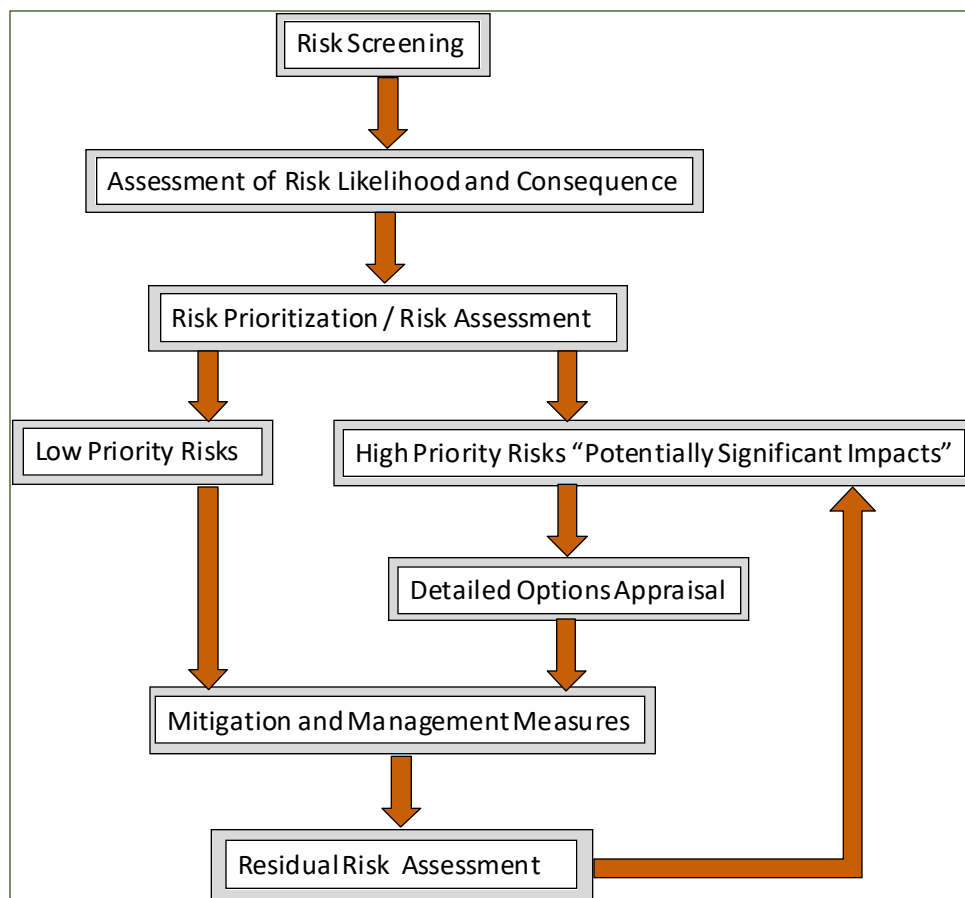 Risk Screening
Assessment of Risk Likelihood and Consequence
Risk Prioritization / Risk Assessment
Low Priority Risks
High Priority Risks “Potentially Significant Impacts”
Detailed Options Appraisal
Mitigation and Management Measures
Residual Risk Assessment